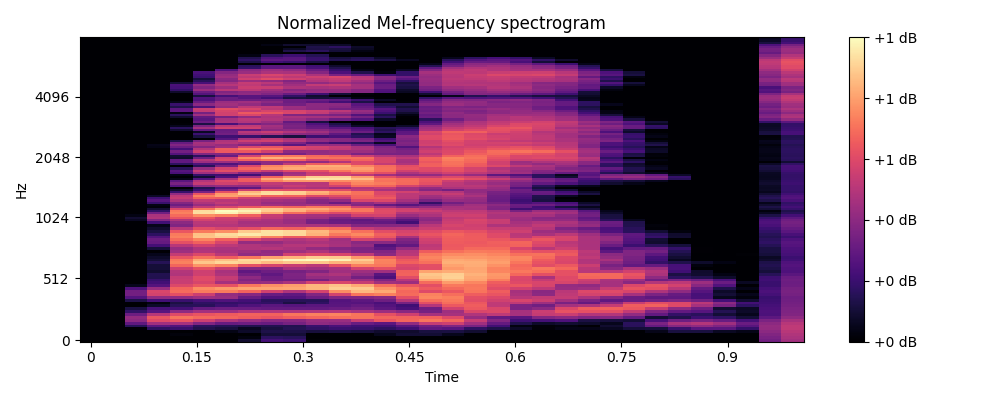 Normalized Mel-frequency spectrogram
Hz
4096
2048
1024
512
0
0 0.15 0.3 0.45 0.6 0.75 0.9
Time
+1 dB
+1 dB
+1 dB
+0 dB
+0 dB
+0 dB